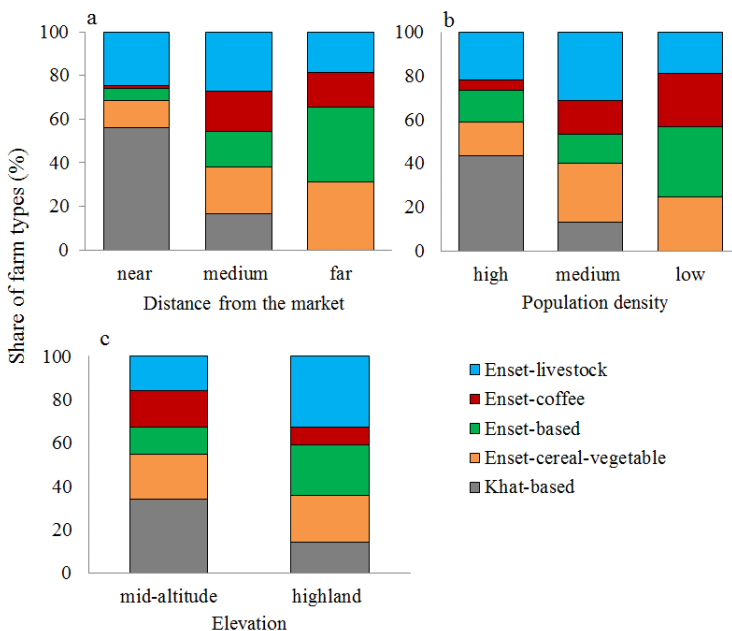 Share of farm types (%)
a
100
80
60
40
20
0
near medium far
Distance from the market
b
100
80
60
40
20
0
high medium low
Population density
c
100
80
60
40
20
0
mid-altitude highland
Elevation
Enset-livestock
Enset-coffee
Enset-based
Enset-cereal-vegetable
Khat-based